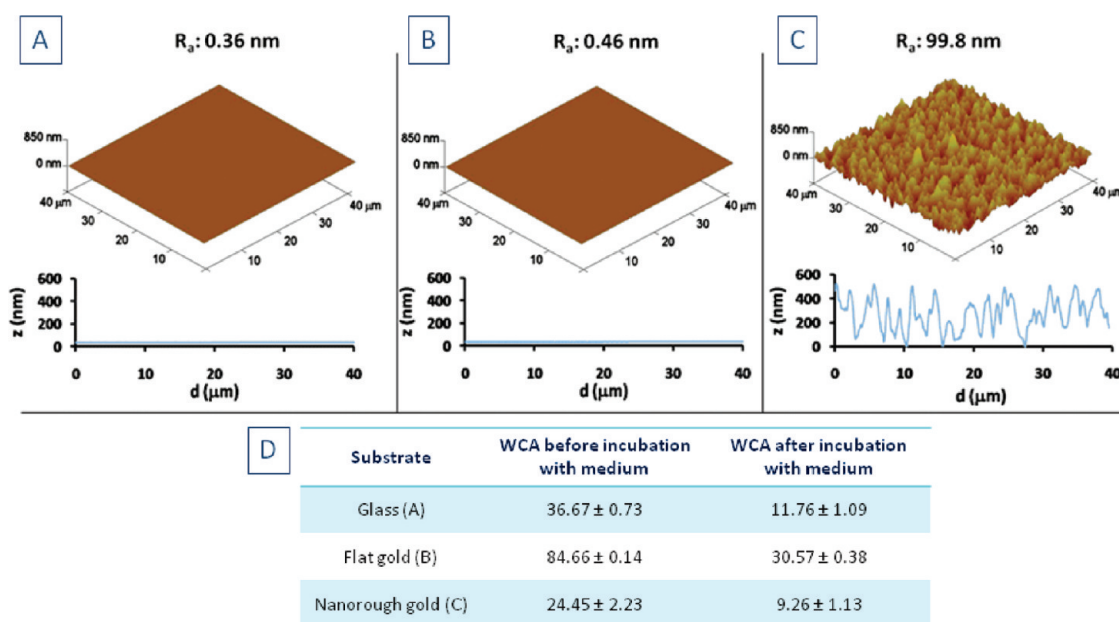 A
Ra: 0.36 nm
850 nm
0 nm
40 μm
30
20
10
10
20
30
40 μm
600
400
200
0
z (nm)
0 10 20 30 40
d (μm)
B
Ra: 0.46 nm
850 nm
0 nm
40 μm
30
20
10
10
20
30
40 μm
600
400
200
0
z (nm)
0 10 20 30 40
d (μm)
C
Ra: 99.8 nm
850 nm
0 nm
40 μm
30
20
10
10
20
30
40 μm
600
400
200
0
z (nm)
0 10 20 30 40
d (μm)
D
Substrate
WCA before incubation
with medium
WCA after incubation
with medium
Glass (A) 36.67 ± 0.73 11.76 ± 1.09
Flat gold (B) 84.66 ± 0.14 30.57 ± 0.38
Nanorough gold (C) 24.45 ± 2.23 9.26 ± 1.13